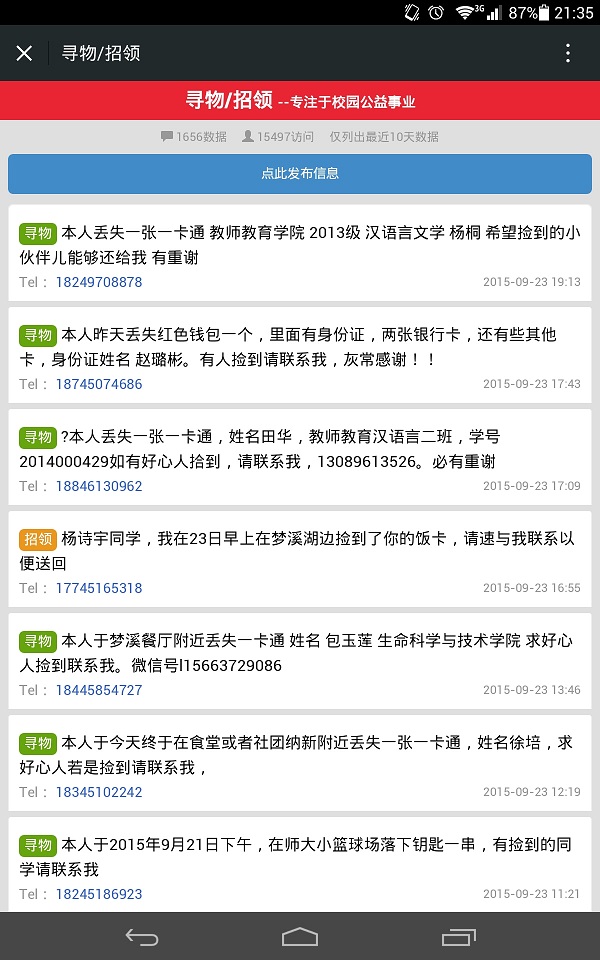 3G 87% 21:35
寻物/招领
寻物/招领 --专注于校园公益事业
1656数据 15497访问 仅列出最近10天数据
点此发布信息
寻物 本人丢失一张一卡通 教师教育学院 2013级 汉语言文学 杨桐 希望捡到的小
伙伴儿能够还给我 有重谢
Tel： 18249708878 2015-09-23 19:13
寻物 本人昨天丢失红色钱包一个，里面有身份证，两张银行卡，还有些其他
卡，身份证姓名 赵璐彬。有人捡到请联系我，灰常感谢！！
Tel： 18745074686 2015-09-23 17:43
寻物 ?本人丢失一张一卡通，姓名田华，教师教育汉语言二班，学号
2014000429如有好心人拾到，请联系我，13089613526。必有重谢
Tel： 18846130962 2015-09-23 17:09
招领 杨诗宇同学，我在23日早上在梦溪湖边捡到了你的饭卡，请速与我联系以
便送回
Tel： 17745165318 2015-09-23 16:55
寻物 本人于梦溪餐厅附近丢失一卡通 姓名 包玉莲 生命科学与技术学院 求好心
人捡到联系我。微信号l15663729086
Tel： 18445854727 2015-09-23 13:46
寻物 本人于今天终于在食堂或者社团纳新附近丢失一张一卡通，姓名徐培，求
好心人若是捡到请联系我，
Tel： 18345102242 2015-09-23 12:19
寻物 本人于2015年9月21日下午，在师大小篮球场落下钥匙一串，有捡到的同
学请联系我
Tel： 18245186923 2015-09-23 11:21